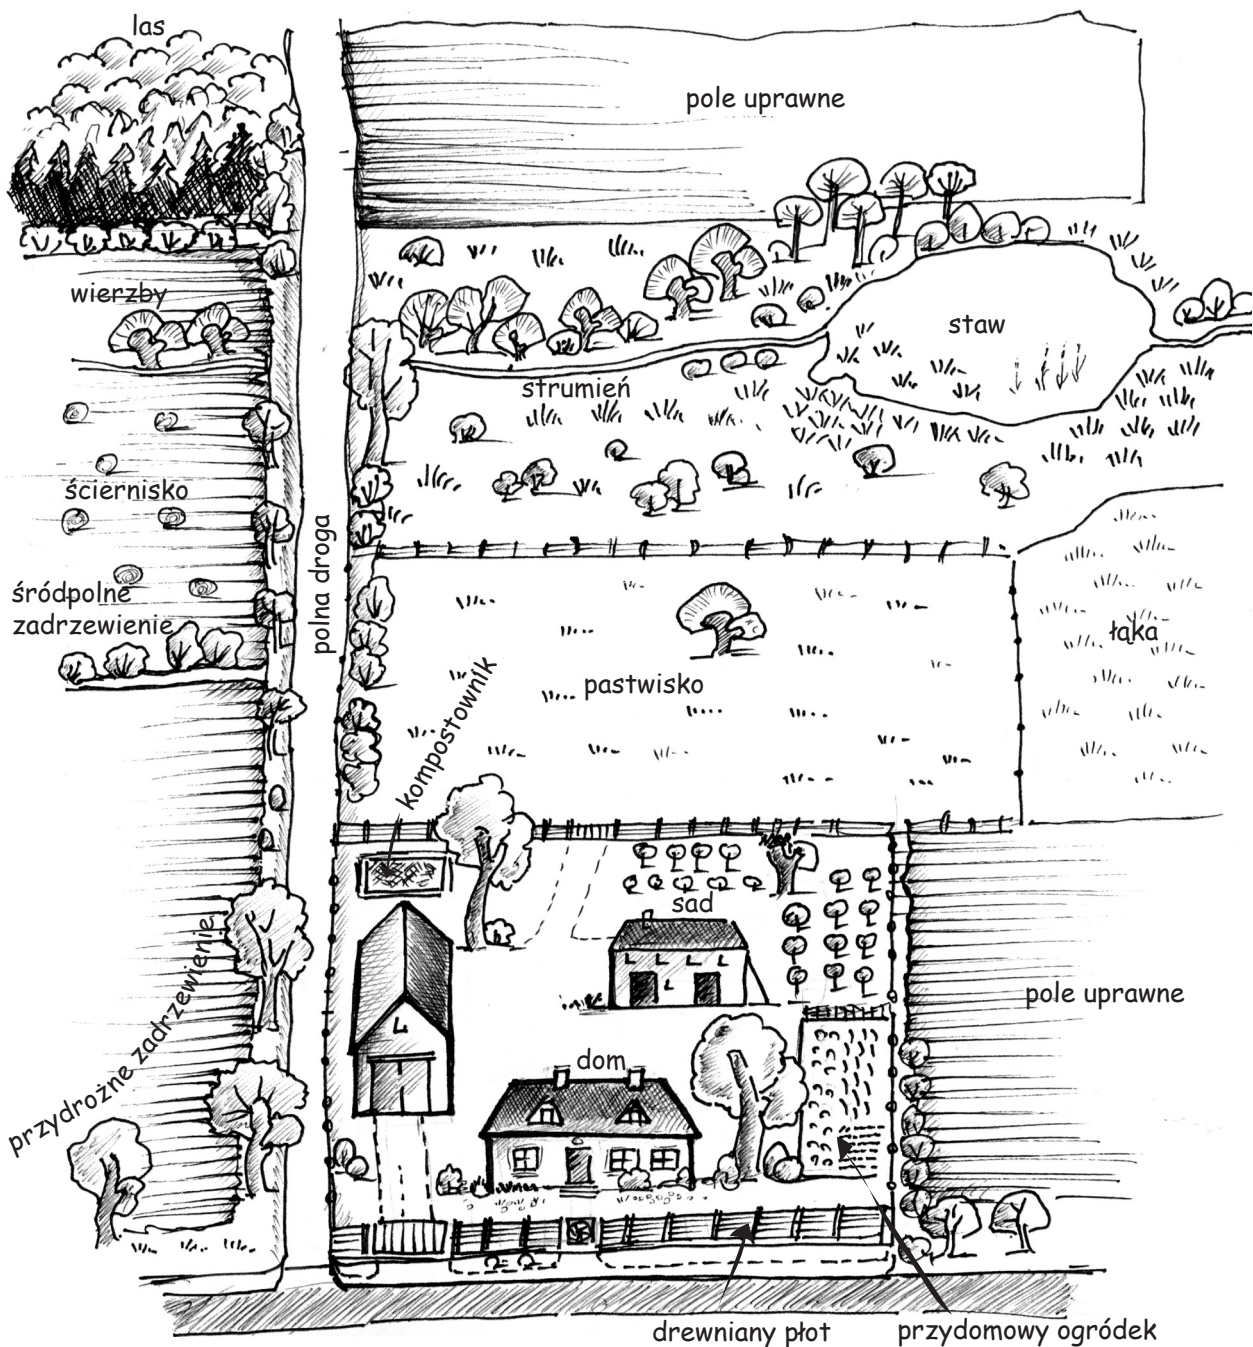 las
pole uprawne
wierzby
staw
strumień
ściernisko
polna droga
śródpolne
zadrzewienie
łąka
pastwisko
kompostownik
sad
przydrożne zadrzewienie
pole uprawne
dom
drewniany płot
przydomowy ogródek